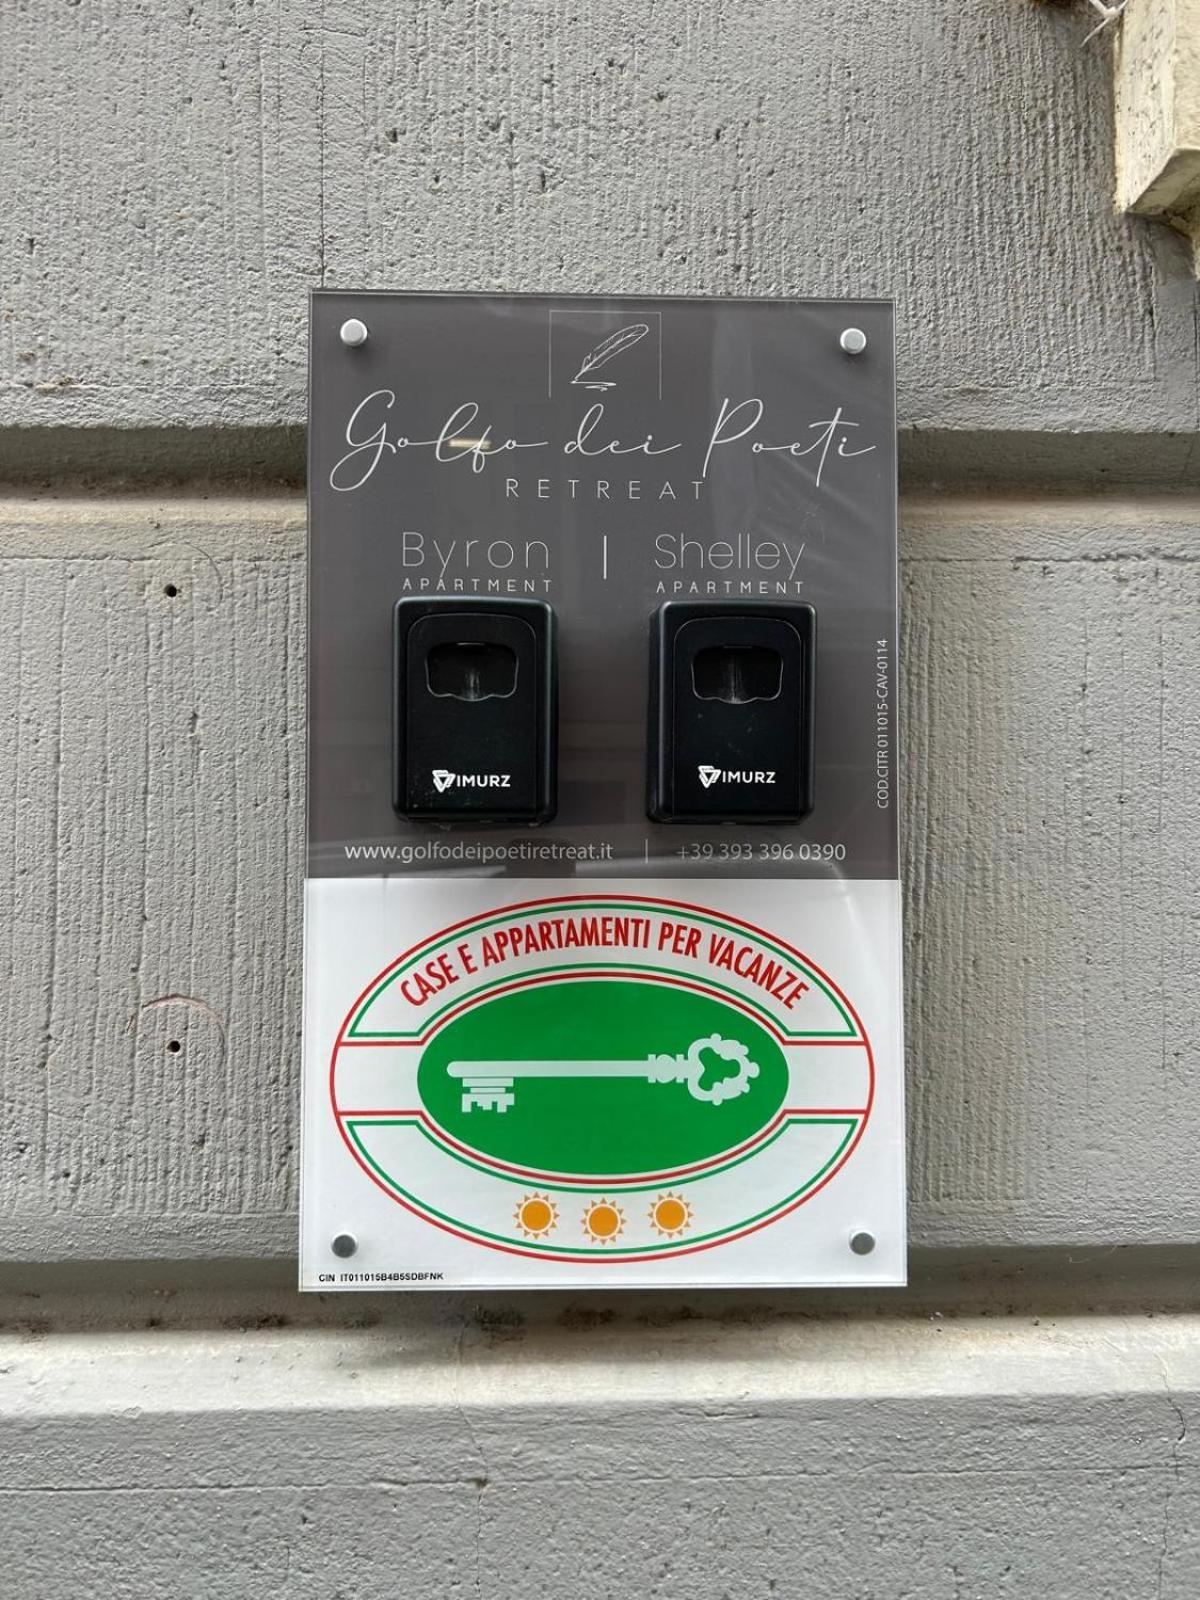 Golfo dei Poeti
RETREAT
Byron | Shelley
APARTMENT APARTMENT
VIMURZ VIMURZ
COD.CITR 011015-CAV-0114
www.golfodeipoetiretreat.it | +39 393 396 0390
CASE E APPARTAMENTI PER VACANZE
CIN IT011015B4B5SDBFNK